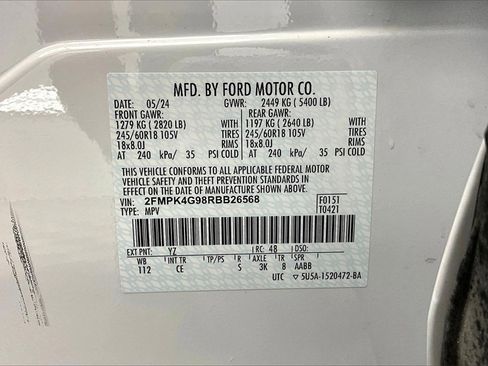 MFD. BY FORD MOTOR CO.
DATE: 05/24 GVWR: 2449 KG ( 5400 LB)
FRONT GAWR: REAR GAWR:
1279 KG ( 2820 LB) WITH 1197 KG ( 2640 LB) WITH
245/60R18 105V TIRES 245/60R18 105V TIRES
18x8.0J RIMS 18x8.0J RIMS
AT 240 kPa/ 35 PSI COLD AT 240 kPa/ 35 PSI COLD
THIS VEHICLE CONFORMS TO ALL APPLICABLE FEDERAL MOTOR
VEHICLE SAFETY AND THEFT PREVENTION STANDARDS IN
EFFECT ON THE DATE OF MANUFACTURE SHOWN ABOVE.
VIN: 2FMPK4G98RBB26568 F0151
TYPE: MPV T0421
EXT PNT: YZ RC: 48 DSO:
WB INT TR TP/PS R AXLE TR SPR
112 CE S 3K 8 AABB
UTC ▽ 5U5A-1520472-BA